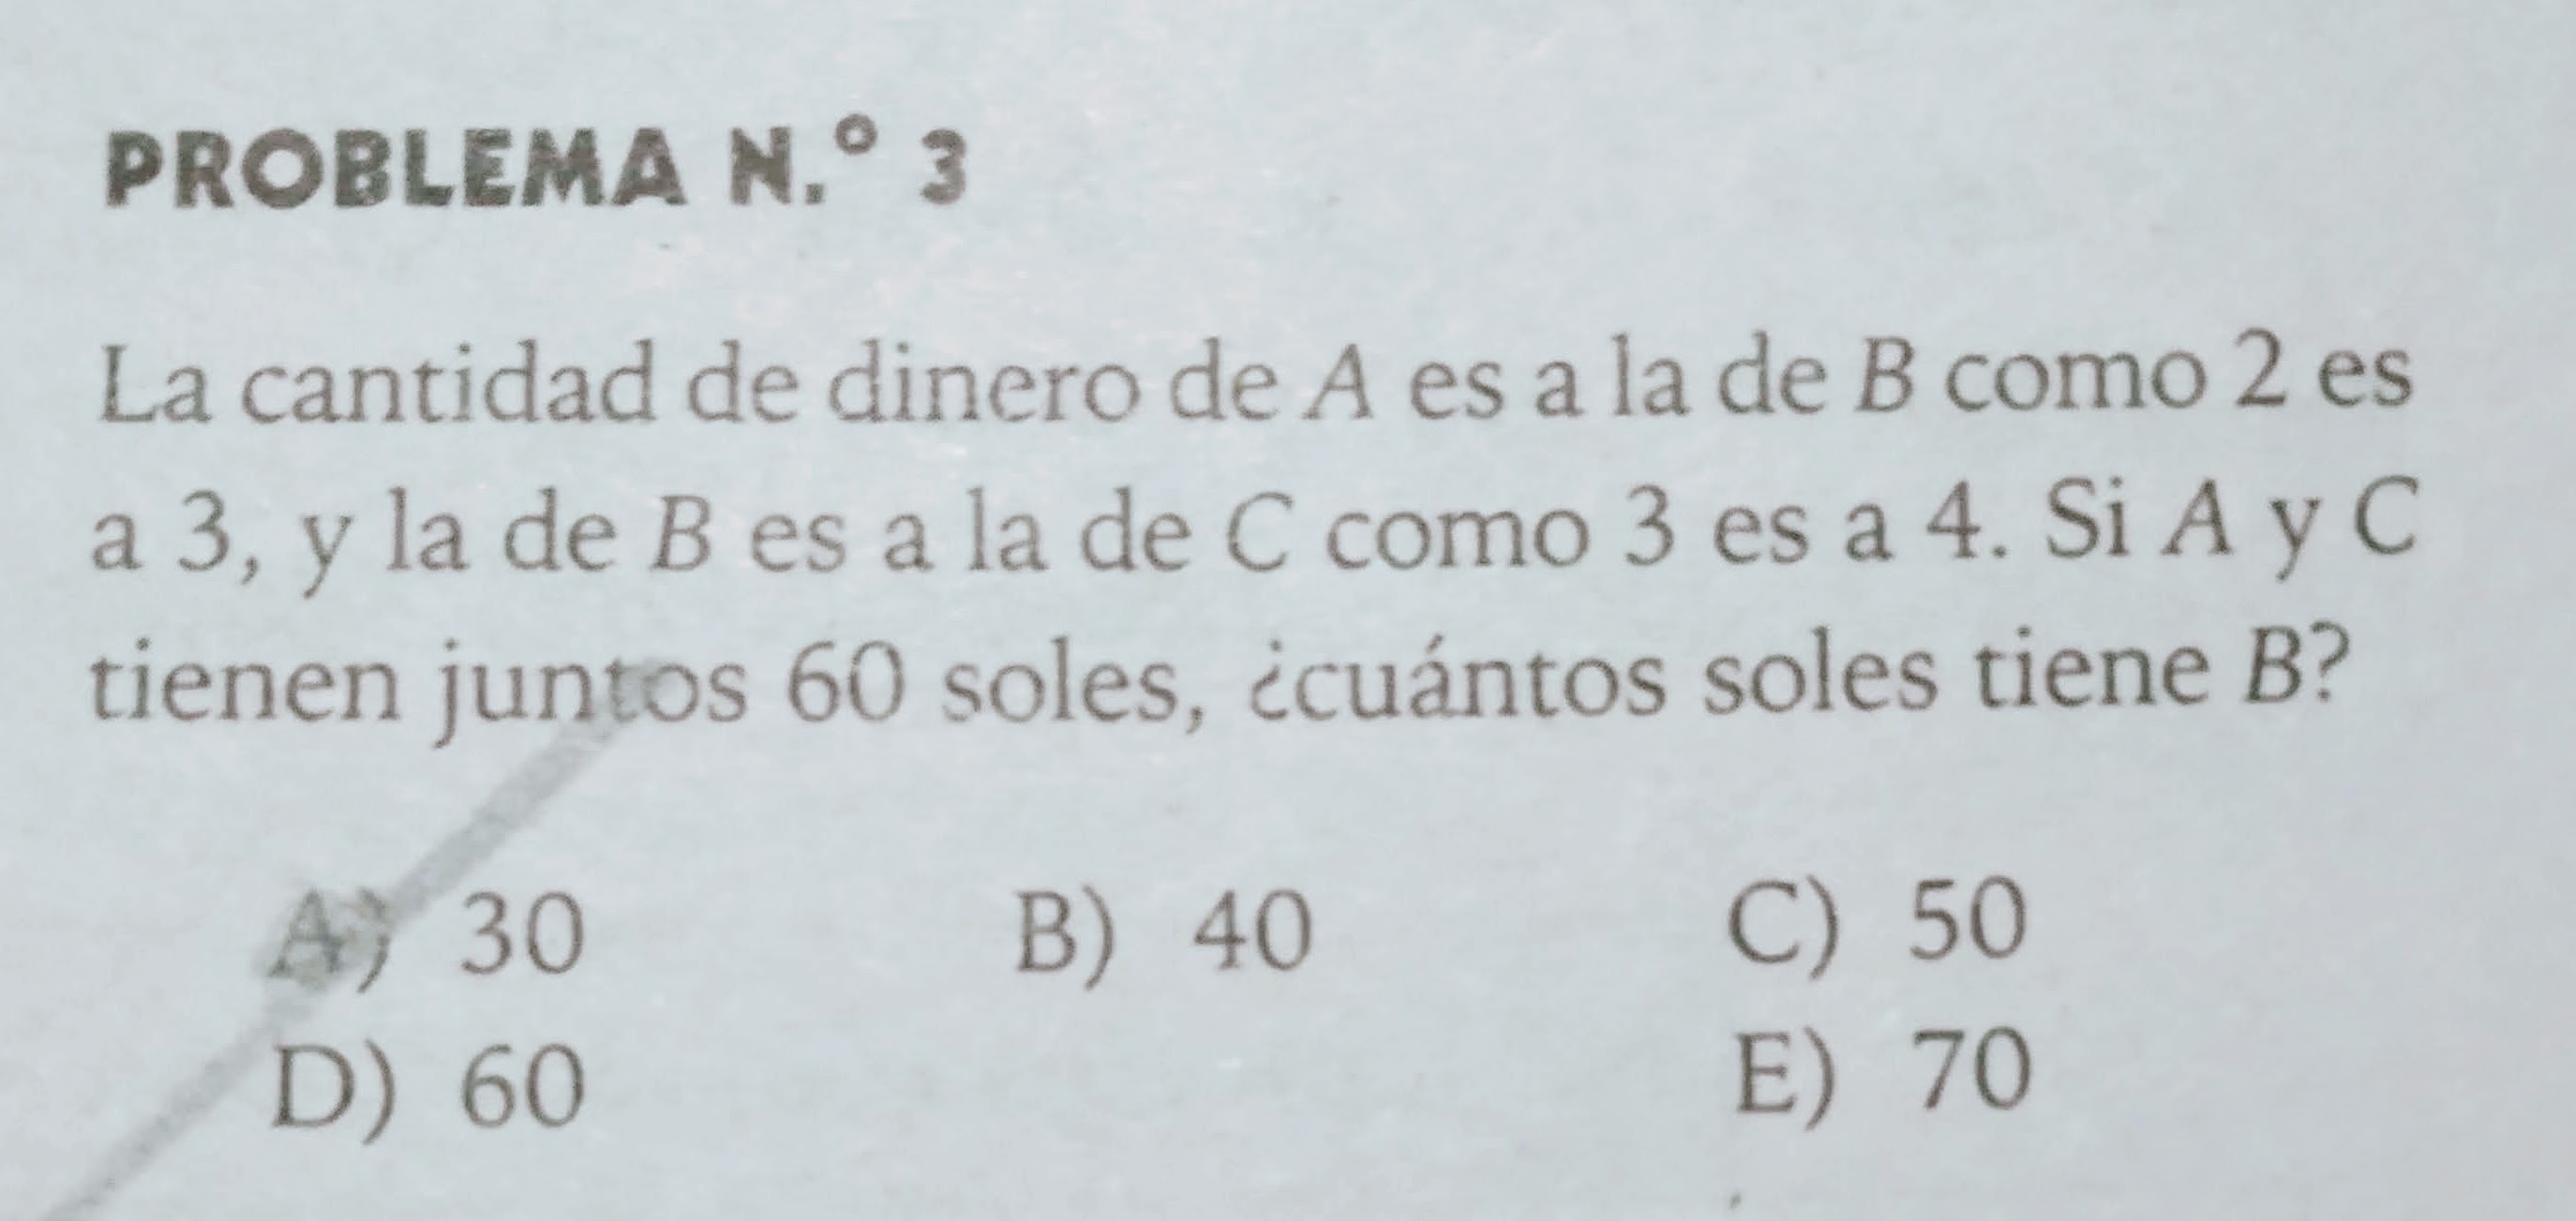 PROBLEMA N.º 3
La cantidad de dinero de A es a la de B como 2 es
a 3, y la de B es a la de C como 3 es a 4. Si A y C
tienen juntos 60 soles, ¿cuántos soles tiene B?
A) 30 B) 40 C) 50
D) 60 E) 70